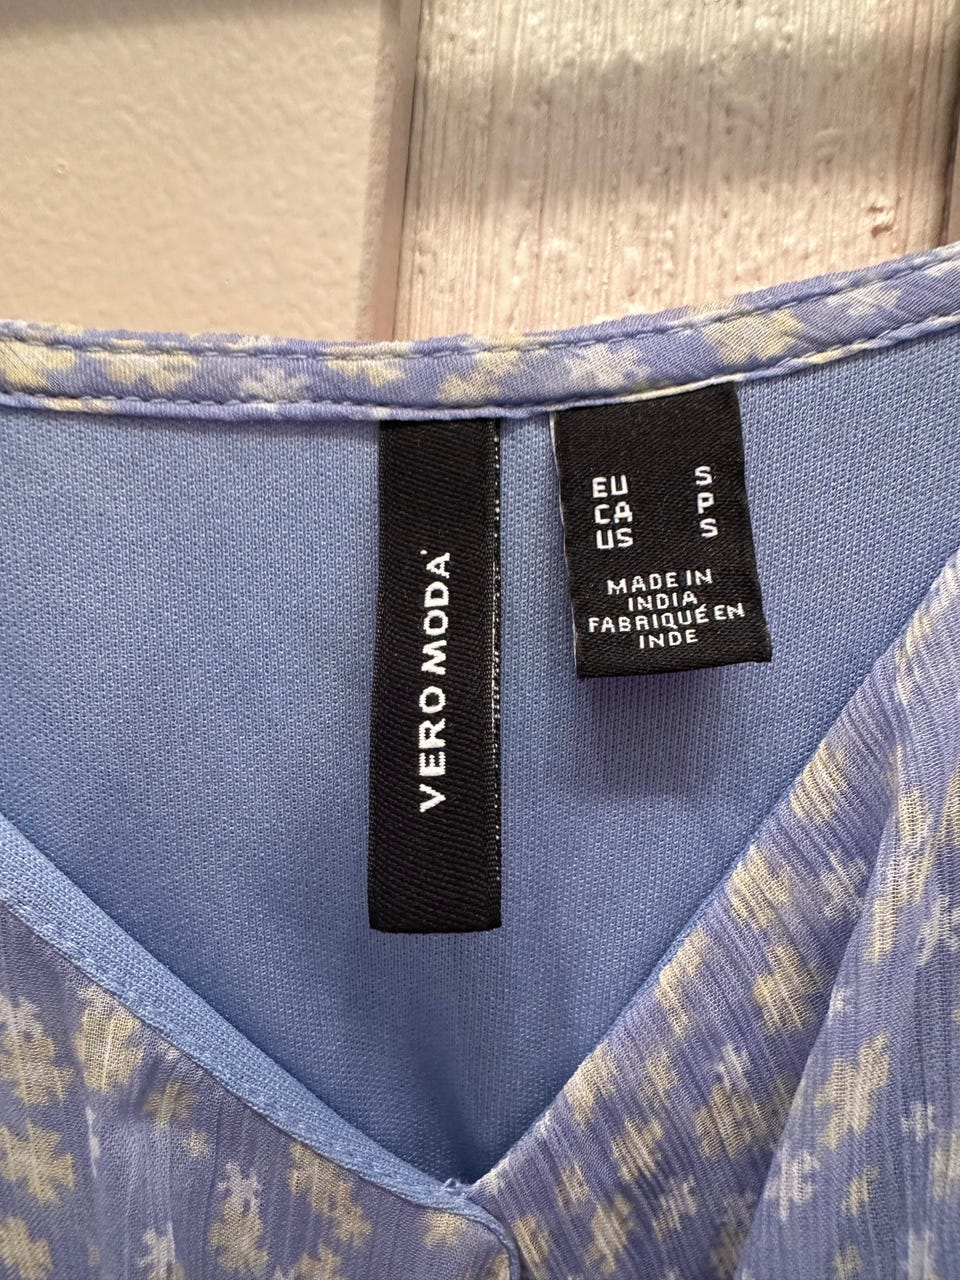 VERO MODA
EU S
CA P
US S
MADE IN
INDIA
FABRIQUÉ EN
INDE